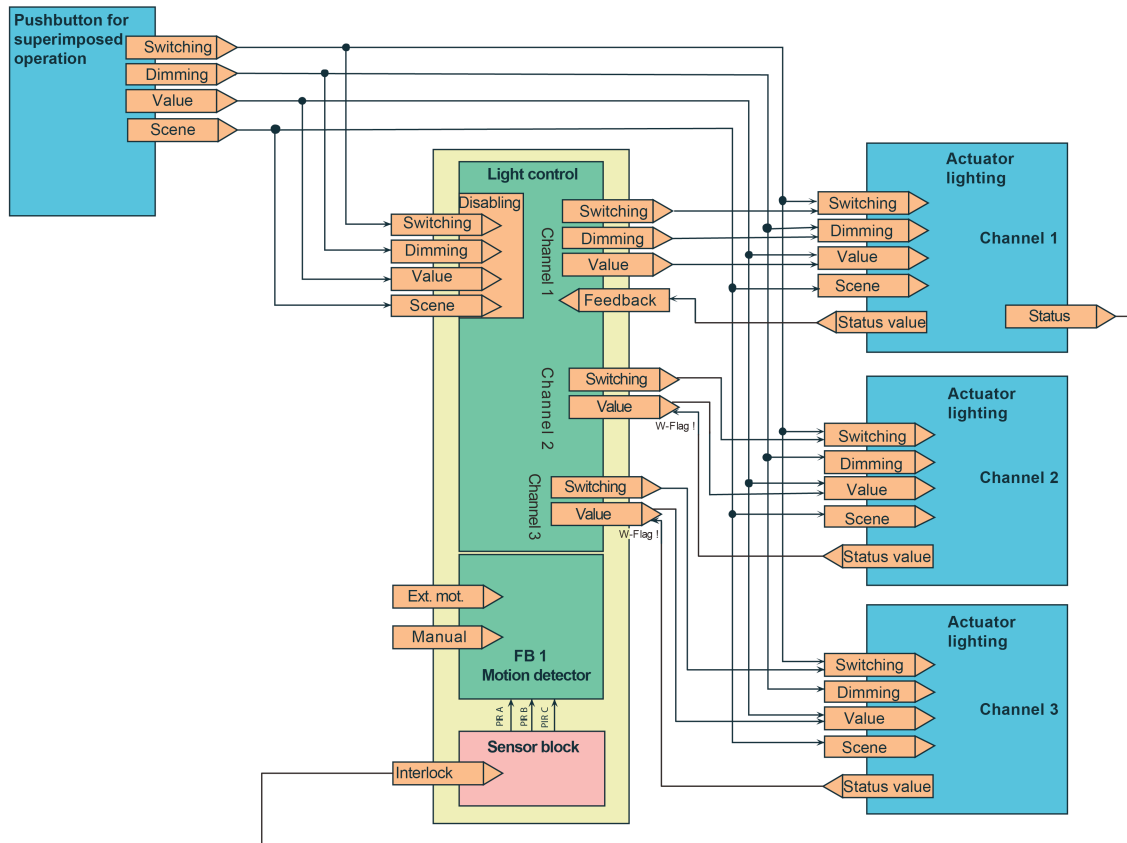 Pushbutton for
superimposed
operation
Switching
Dimming
Value
Scene
Light control
Disabling
Switching
Dimming
Value
Scene
Channel 1
Switching
Dimming
Value
Feedback
Channel 2
Switching
Value
W-Flag !
Channel 3
Switching
Value
W-Flag !
Ext. mot.
Manual
FB 1
Motion detector
PIR A
PIR B
PIR C
Sensor block
Interlock
Actuator
lighting
Channel 1
Switching
Dimming
Value
Scene
Status value
Status
Actuator
lighting
Channel 2
Switching
Dimming
Value
Scene
Status value
Actuator
lighting
Channel 3
Switching
Dimming
Value
Scene
Status value